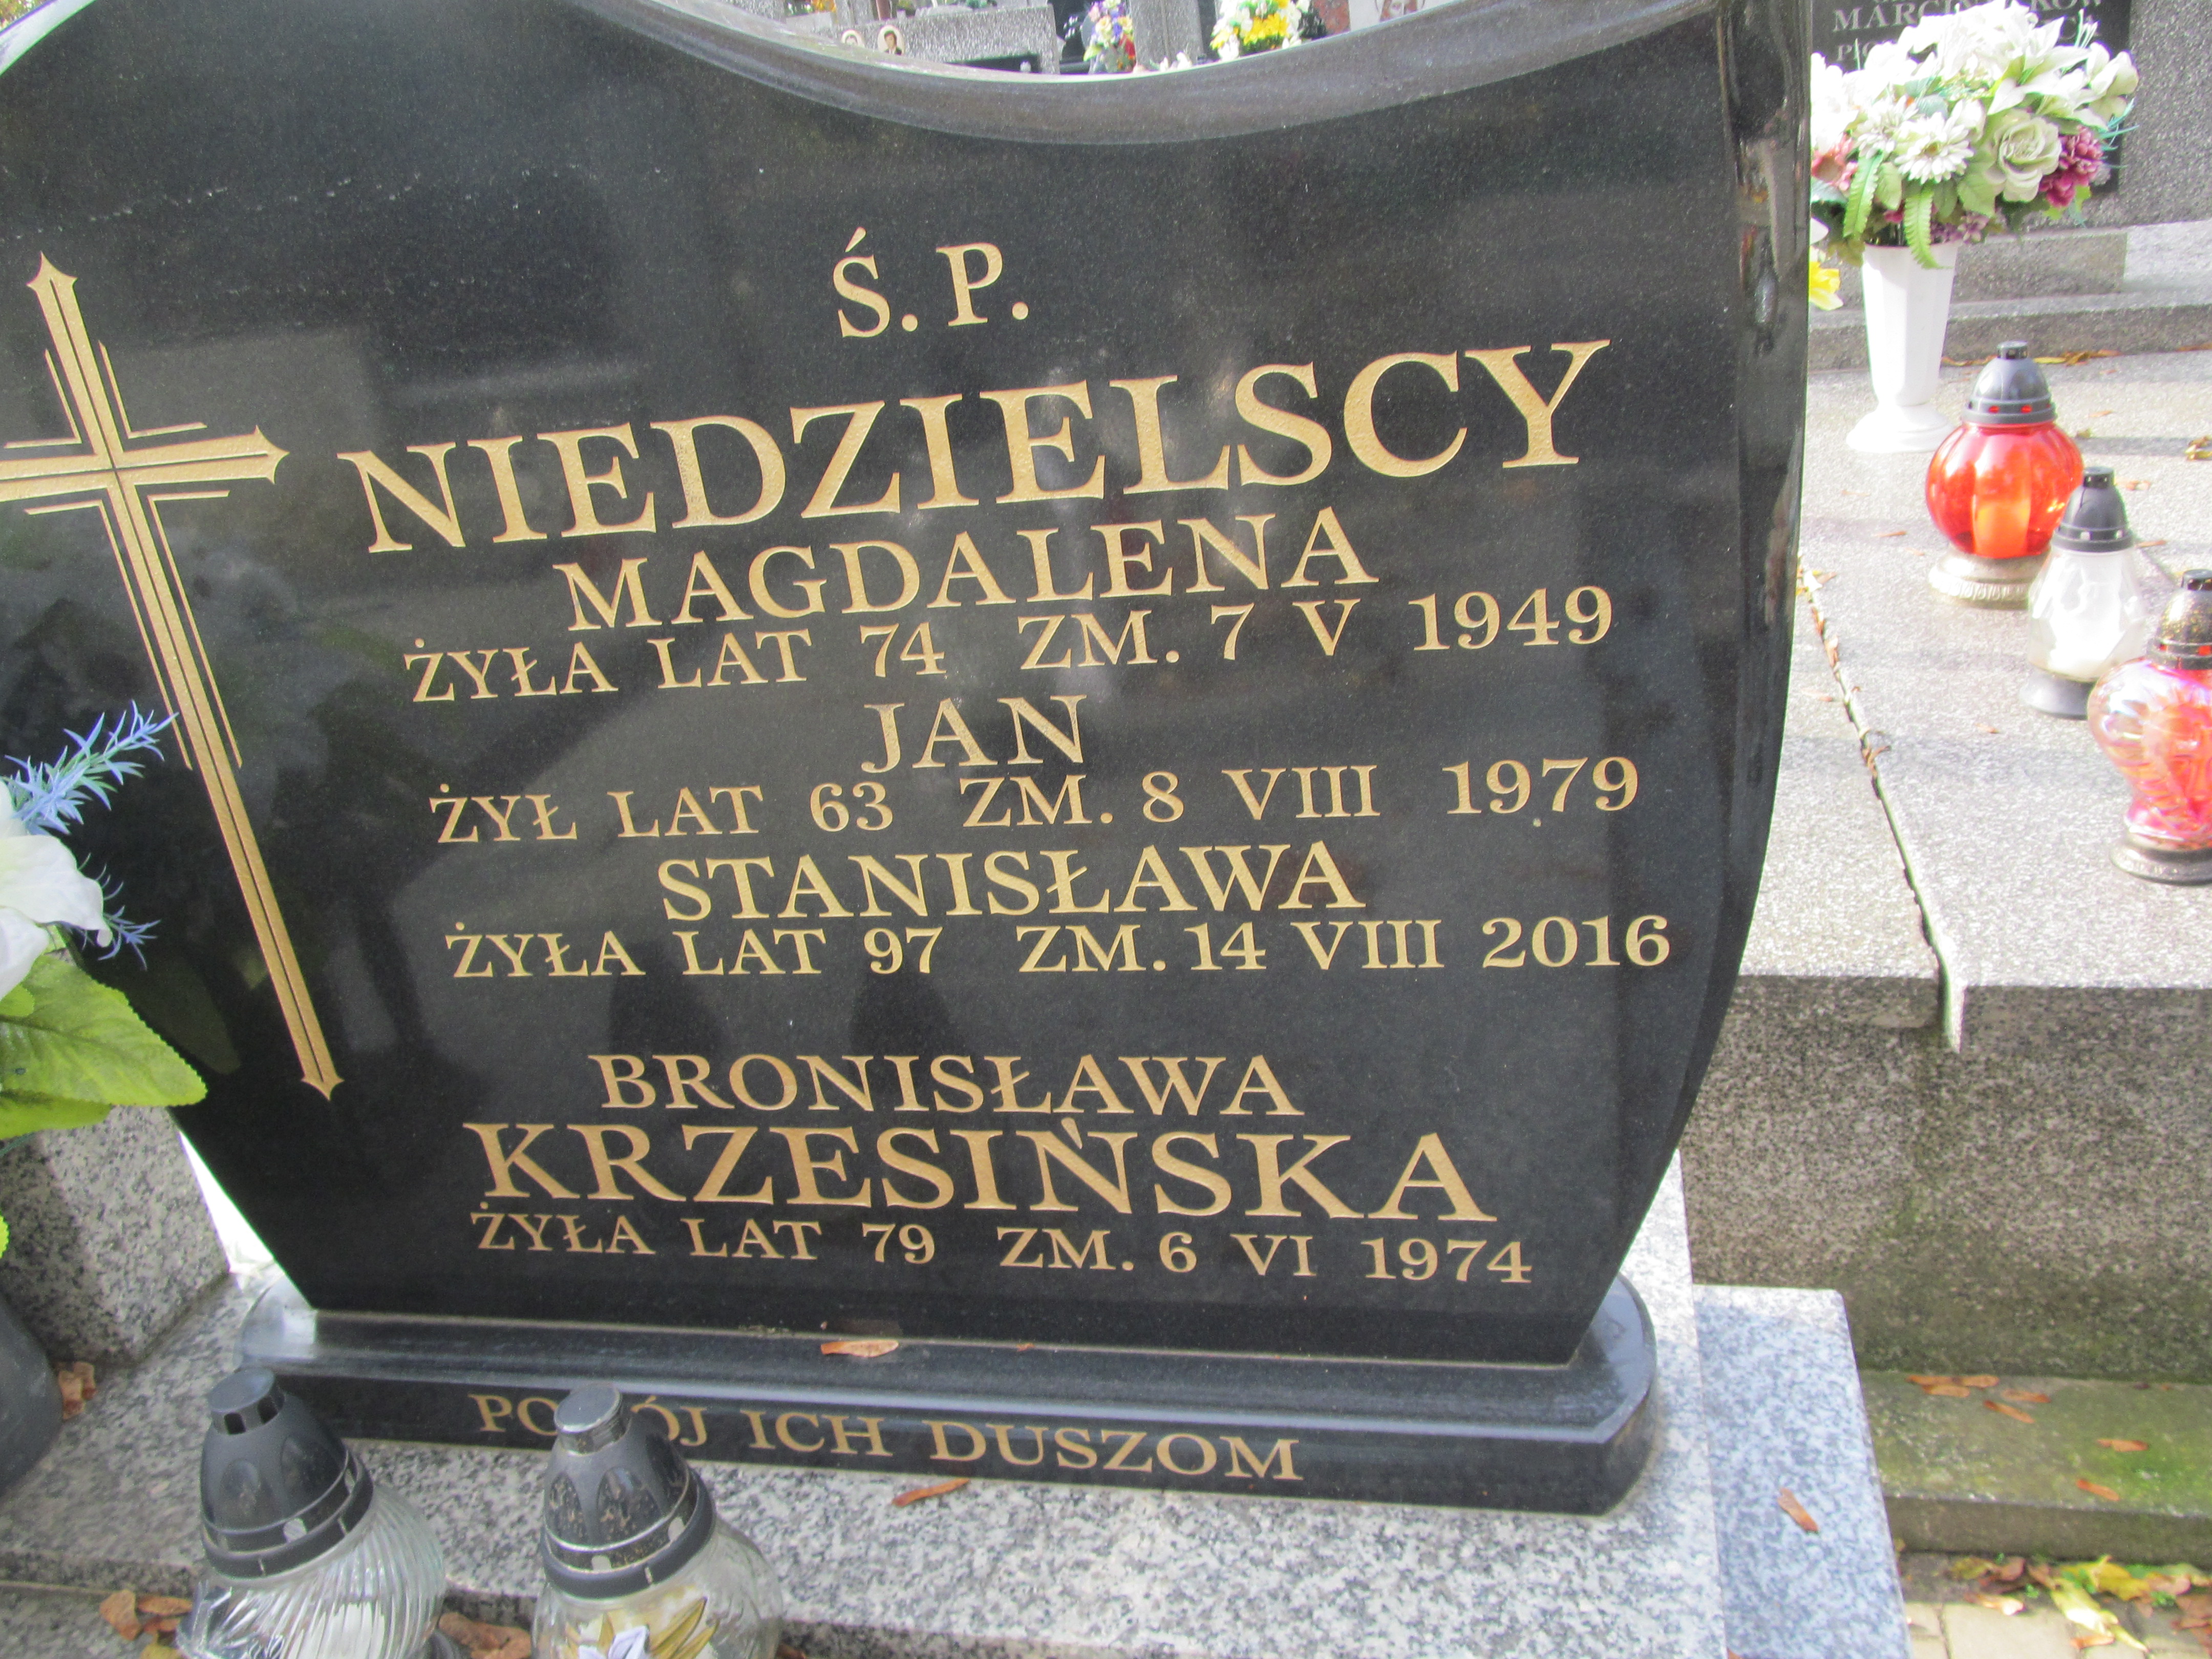 Ś. P.
NIEDZIELSCY
MAGDALENA
ŻYŁA LAT 74 ZM. 7 V 1949
JAN
ŻYŁ LAT 63 ZM. 8 VIII 1979
STANISŁAWA
ŻYŁA LAT 97 ZM. 14 VIII 2016
BRONISŁAWA
KRZESIŃSKA
ŻYŁA LAT 79 ZM. 6 VI 1974
POKÓJ ICH DUSZOM